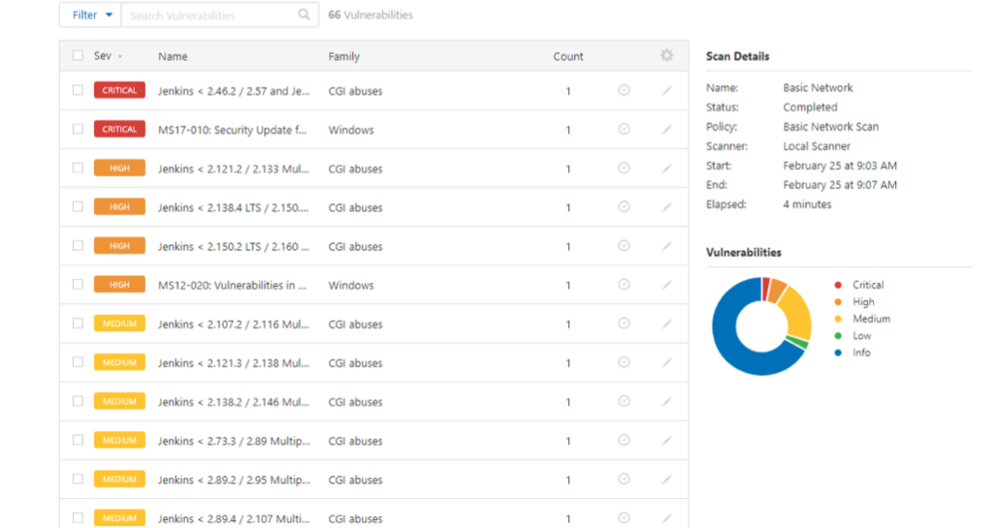 Filter Search Vulnerabilities 66 Vulnerabilities
Sev Name Family Count
CRITICAL Jenkins < 2.46.2 / 2.57 and Je... CGI abuses 1
CRITICAL MS17-010: Security Update f... Windows 1
HIGH Jenkins < 2.121.2 / 2.133 Mul... CGI abuses 1
HIGH Jenkins < 2.138.4 LTS / 2.150.... CGI abuses 1
HIGH Jenkins < 2.150.2 LTS / 2.160 ... CGI abuses 1
HIGH MS12-020: Vulnerabilities in ... Windows 1
MEDIUM Jenkins < 2.107.2 / 2.116 Mul... CGI abuses 1
MEDIUM Jenkins < 2.121.3 / 2.138 Mul... CGI abuses 1
MEDIUM Jenkins < 2.138.2 / 2.146 Mul... CGI abuses 1
MEDIUM Jenkins < 2.73.3 / 2.89 Multip... CGI abuses 1
MEDIUM Jenkins < 2.89.2 / 2.95 Multip... CGI abuses 1
MEDIUM Jenkins < 2.89.4 / 2.107 Multi... CGI abuses 1
Scan Details
Name: Basic Network
Status: Completed
Policy: Basic Network Scan
Scanner: Local Scanner
Start: February 25 at 9:03 AM
End: February 25 at 9:07 AM
Elapsed: 4 minutes
Vulnerabilities
Critical
High
Medium
Low
Info